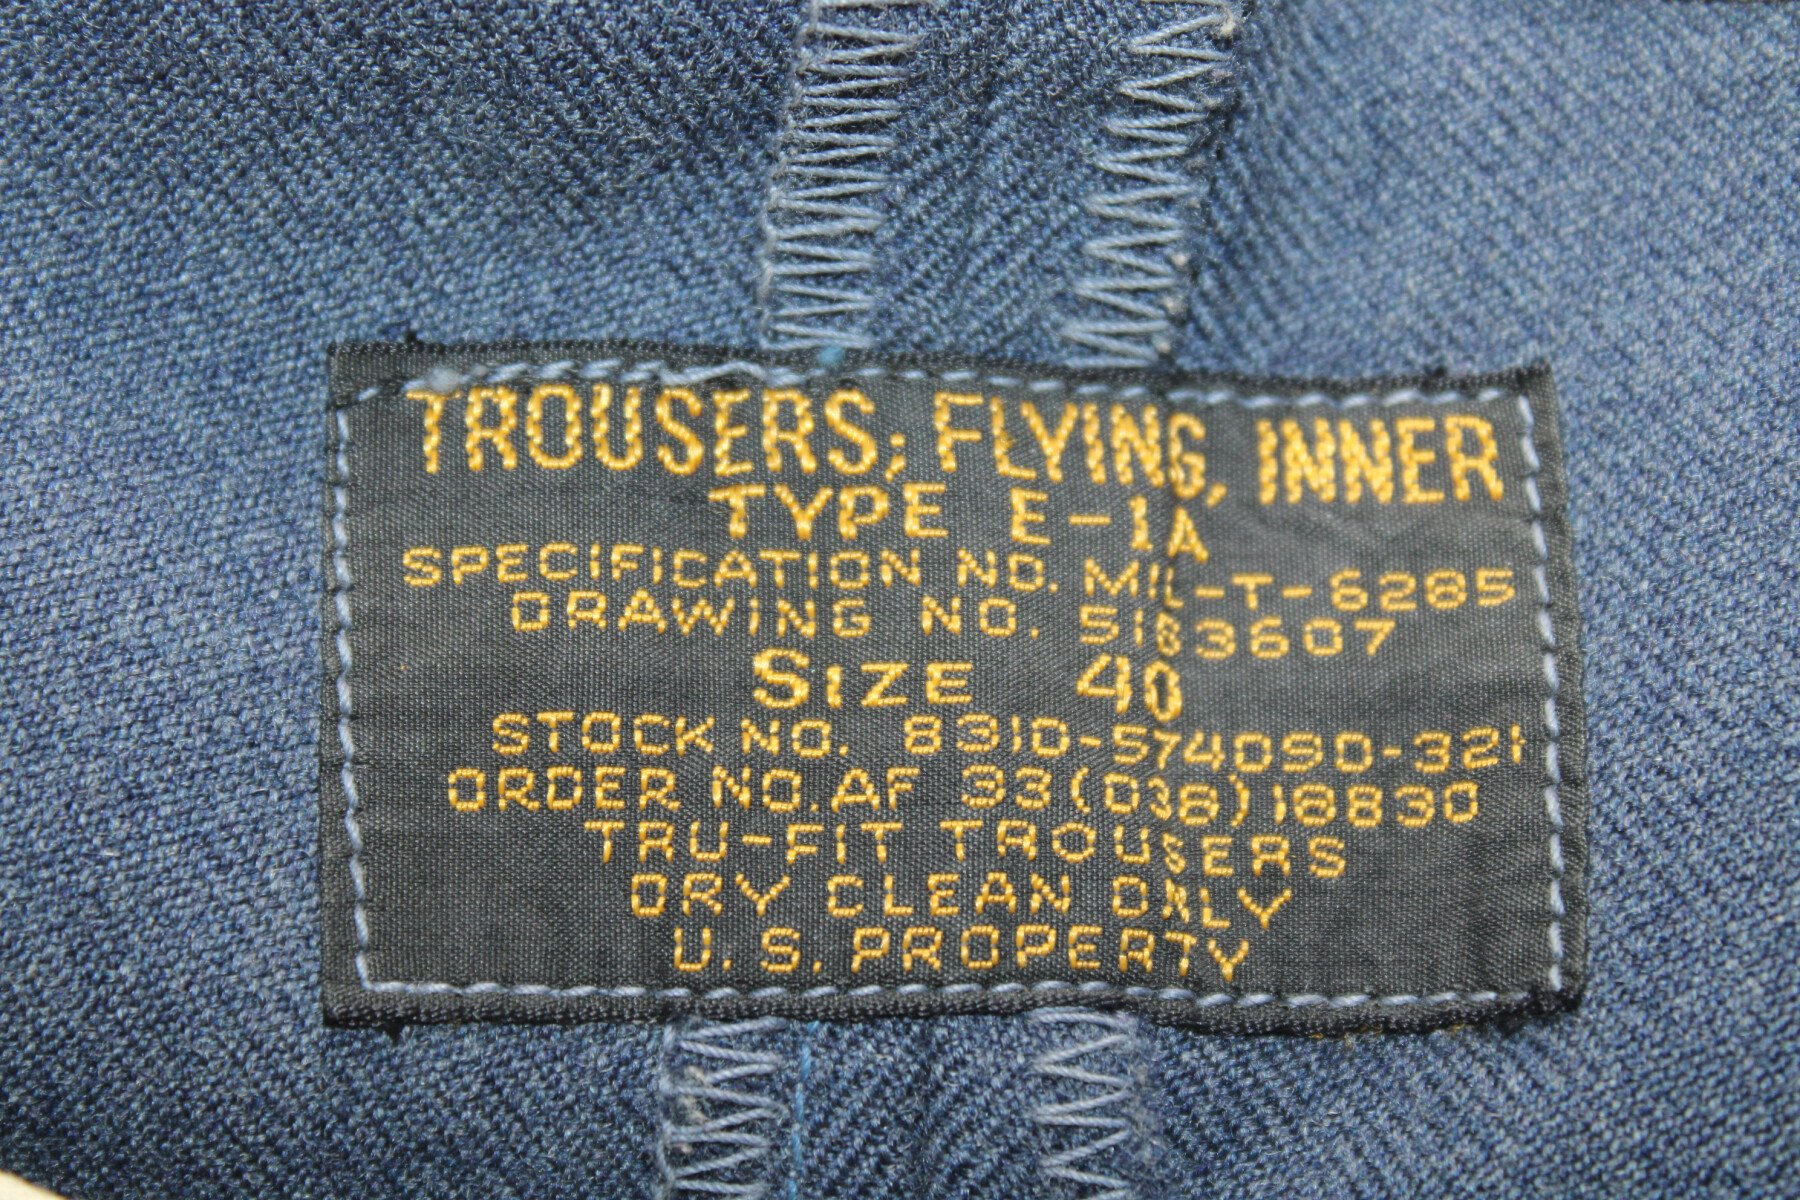 TROUSERS; FLYING, INNER
TYPE E-1A
SPECIFICATION NO. MIL-T-6285
DRAWING NO. 5183607
SIZE 40
STOCK NO. 8310-574090-321
ORDER NO. AF 33(038)18830
TRU-FIT TROUSERS
DRY CLEAN ONLY
U. S. PROPERTY